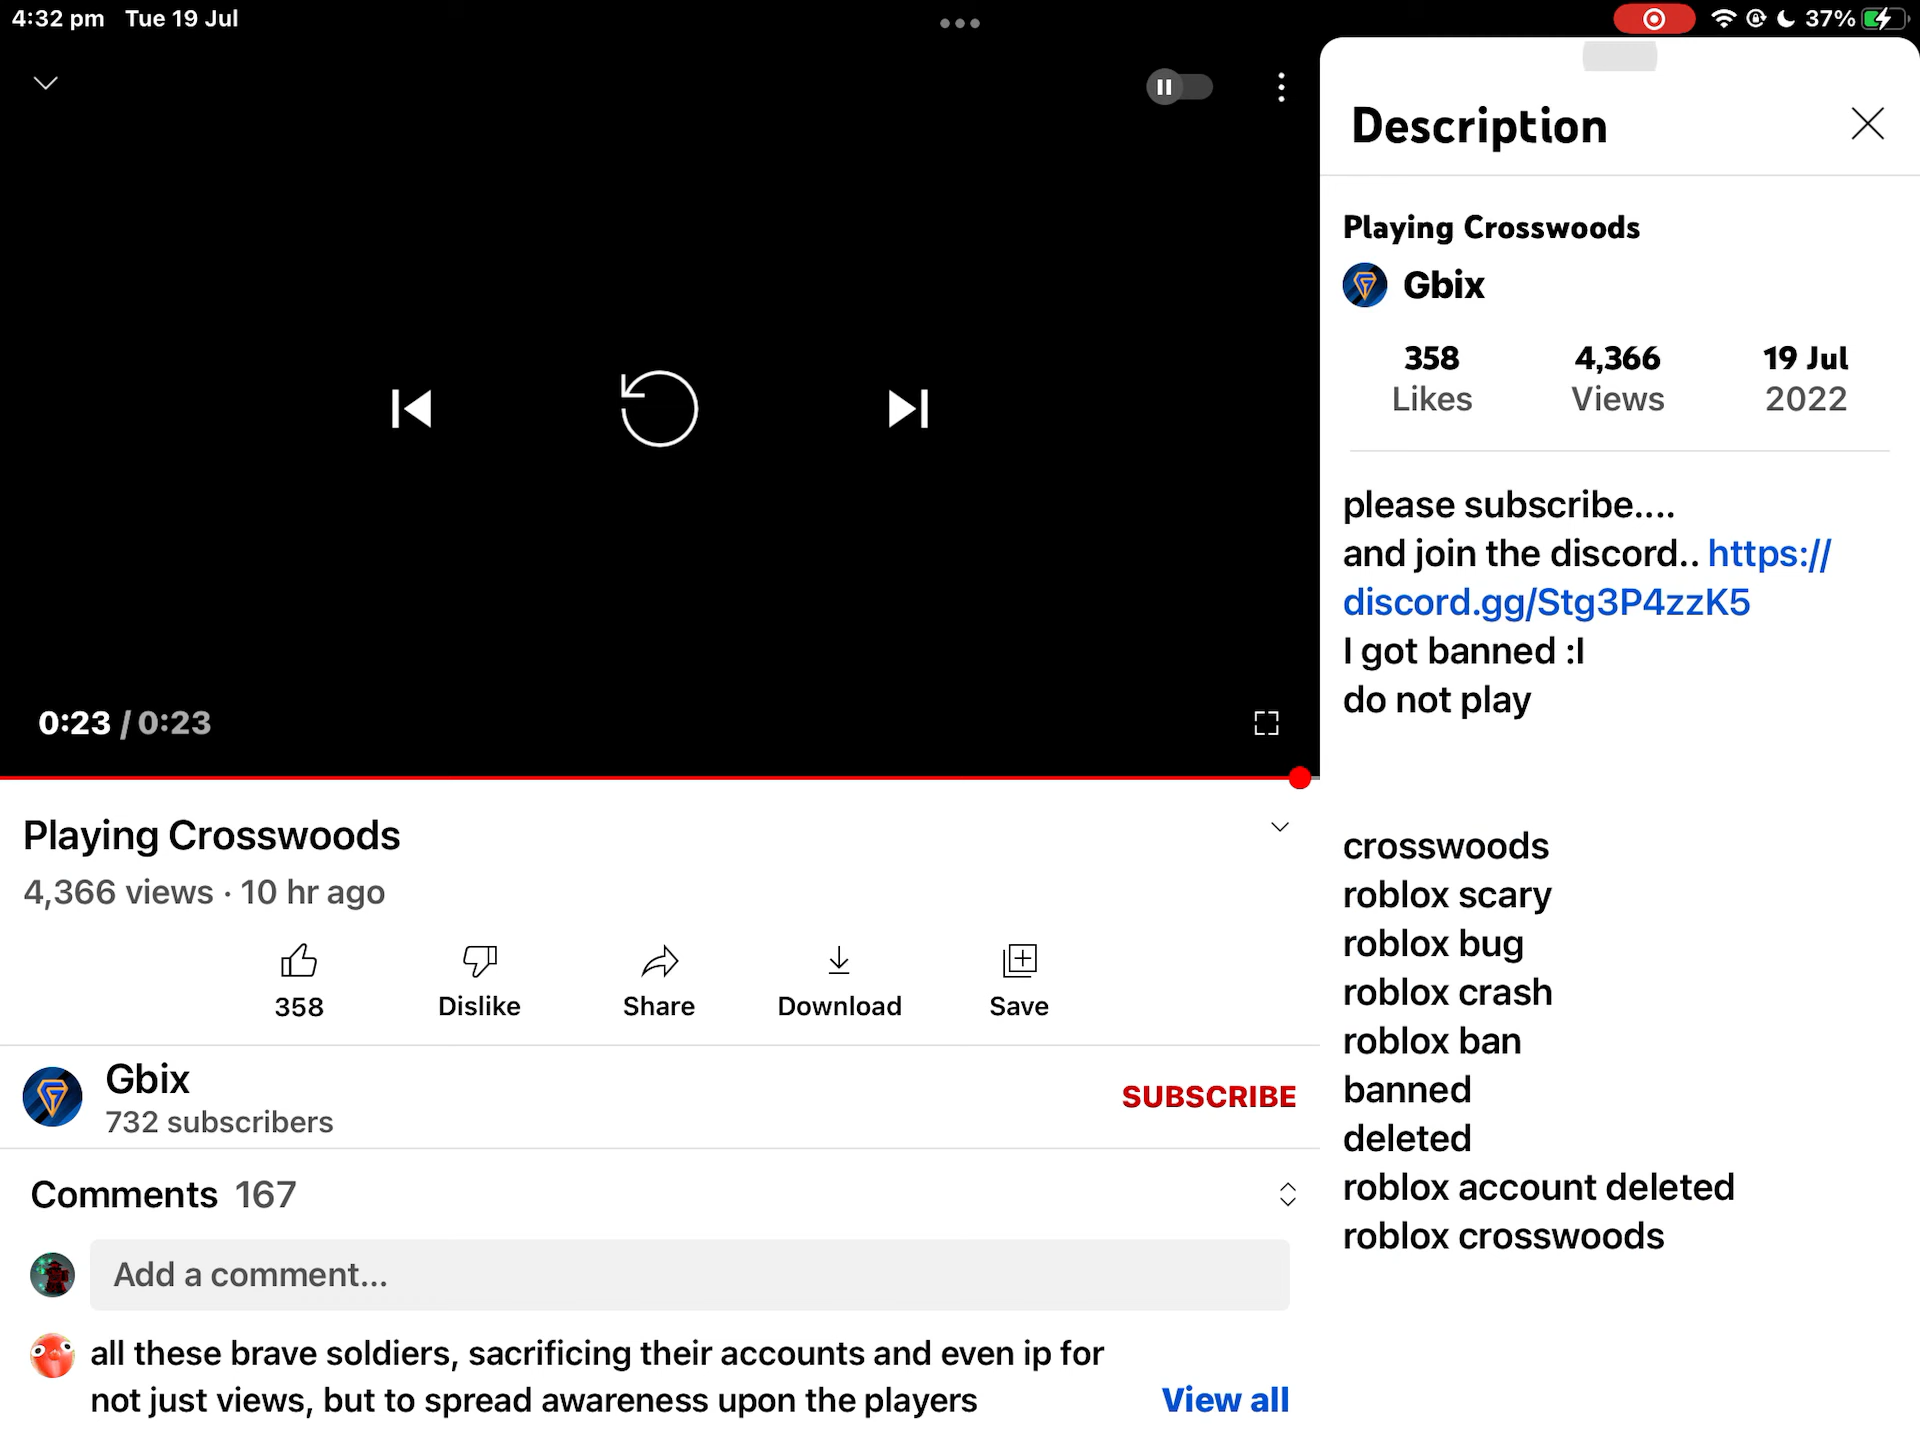 4:32 pm Tue 19 Jul
37%
0:23 / 0:23
Playing Crosswoods
4,366 views · 10 hr ago
358
Dislike
Share
Download
Save
Gbix
732 subscribers
SUBSCRIBE
Comments 167
Add a comment...
all these brave soldiers, sacrificing their accounts and even ip for
not just views, but to spread awareness upon the players
View all
Description
Playing Crosswoods
Gbix
358 4,366 19 Jul
Likes Views 2022
please subscribe....
and join the discord.. https://
discord.gg/Stg3P4zzK5
I got banned :I
do not play
crosswoods
roblox scary
roblox bug
roblox crash
roblox ban
banned
deleted
roblox account deleted
roblox crosswoods